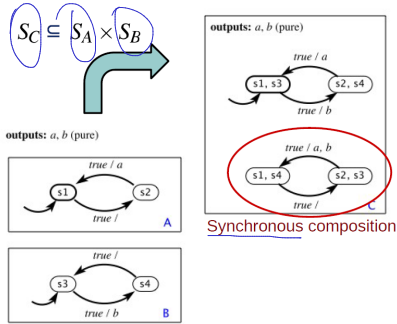 S_C ⊆ S_A × S_B
outputs: a, b (pure)
true / a
s1
s2
true /
A
true /
s3
s4
true / b
B
outputs: a, b (pure)
true / a
s1, s3
s2, s4
true / b
true / a, b
s1, s4
s2, s3
true /
C
Synchronous composition